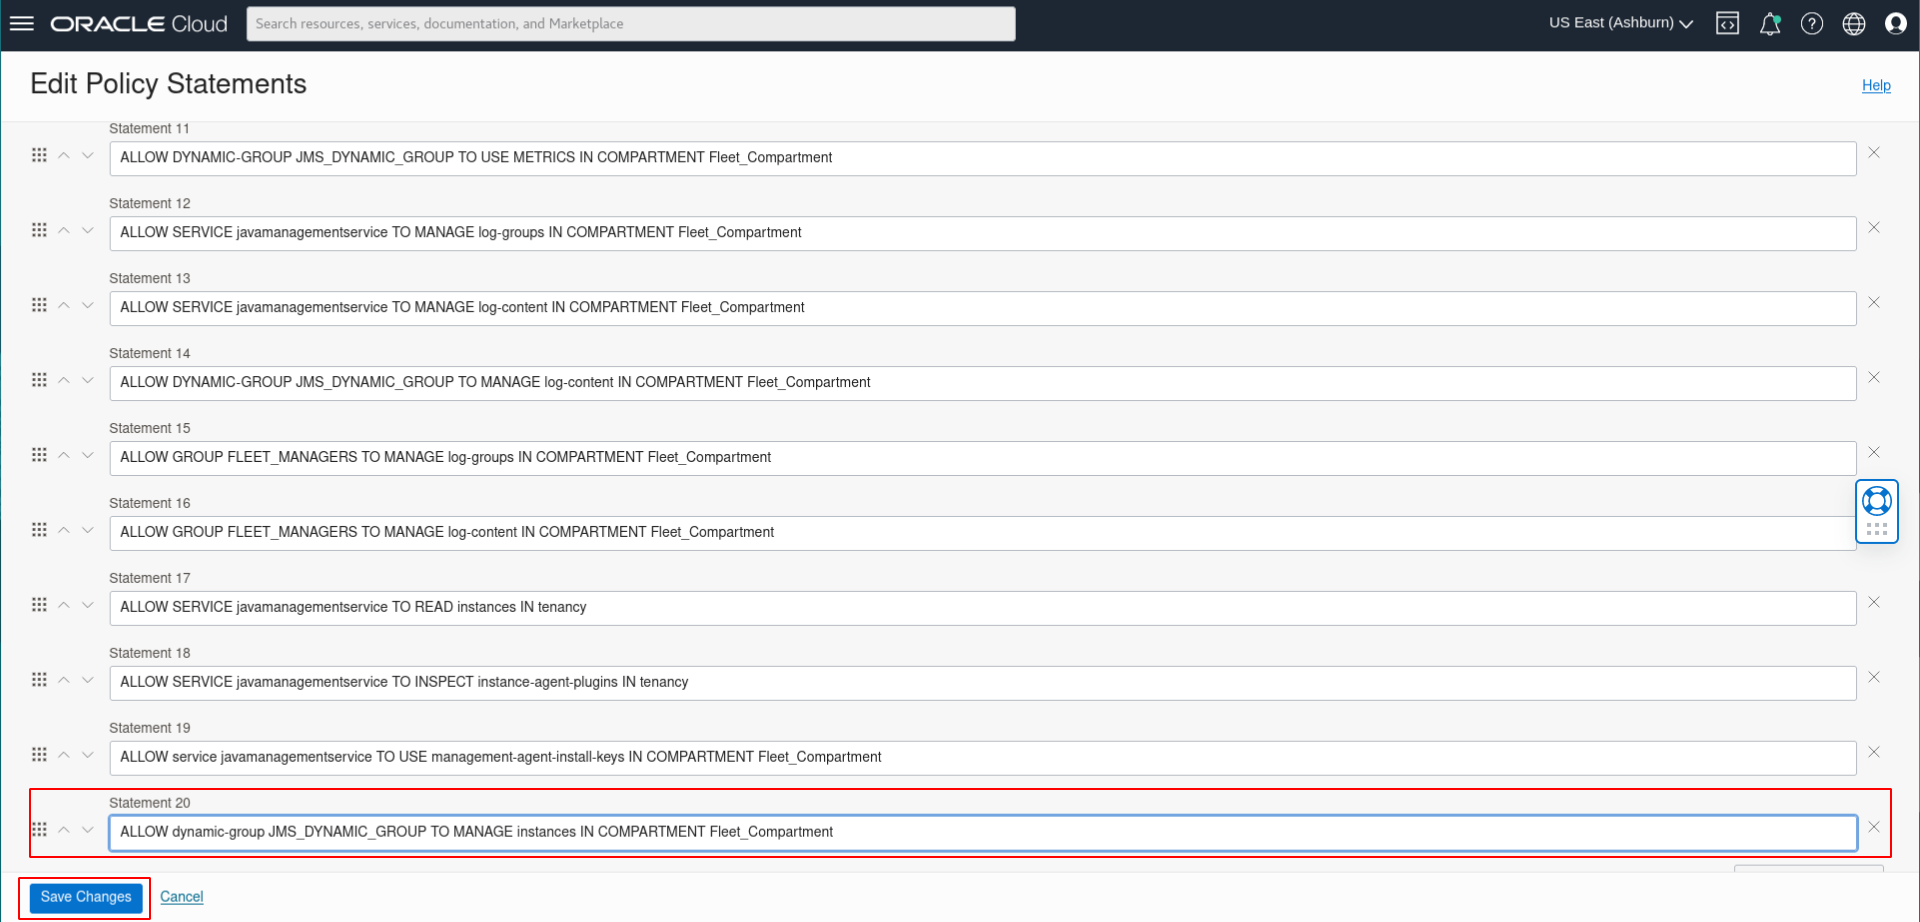 ORACLE Cloud
Search resources, services, documentation, and Marketplace
US East (Ashburn)
Edit Policy Statements
Help
Statement 11
ALLOW DYNAMIC-GROUP JMS_DYNAMIC_GROUP TO USE METRICS IN COMPARTMENT Fleet_Compartment
Statement 12
ALLOW SERVICE javamanagementservice TO MANAGE log-groups IN COMPARTMENT Fleet_Compartment
Statement 13
ALLOW SERVICE javamanagementservice TO MANAGE log-content IN COMPARTMENT Fleet_Compartment
Statement 14
ALLOW DYNAMIC-GROUP JMS_DYNAMIC_GROUP TO MANAGE log-content IN COMPARTMENT Fleet_Compartment
Statement 15
ALLOW GROUP FLEET_MANAGERS TO MANAGE log-groups IN COMPARTMENT Fleet_Compartment
Statement 16
ALLOW GROUP FLEET_MANAGERS TO MANAGE log-content IN COMPARTMENT Fleet_Compartment
Statement 17
ALLOW SERVICE javamanagementservice TO READ instances IN tenancy
Statement 18
ALLOW SERVICE javamanagementservice TO INSPECT instance-agent-plugins IN tenancy
Statement 19
ALLOW service javamanagementservice TO USE management-agent-install-keys IN COMPARTMENT Fleet_Compartment
Statement 20
ALLOW dynamic-group JMS_DYNAMIC_GROUP TO MANAGE instances IN COMPARTMENT Fleet_Compartment
Save Changes
Cancel